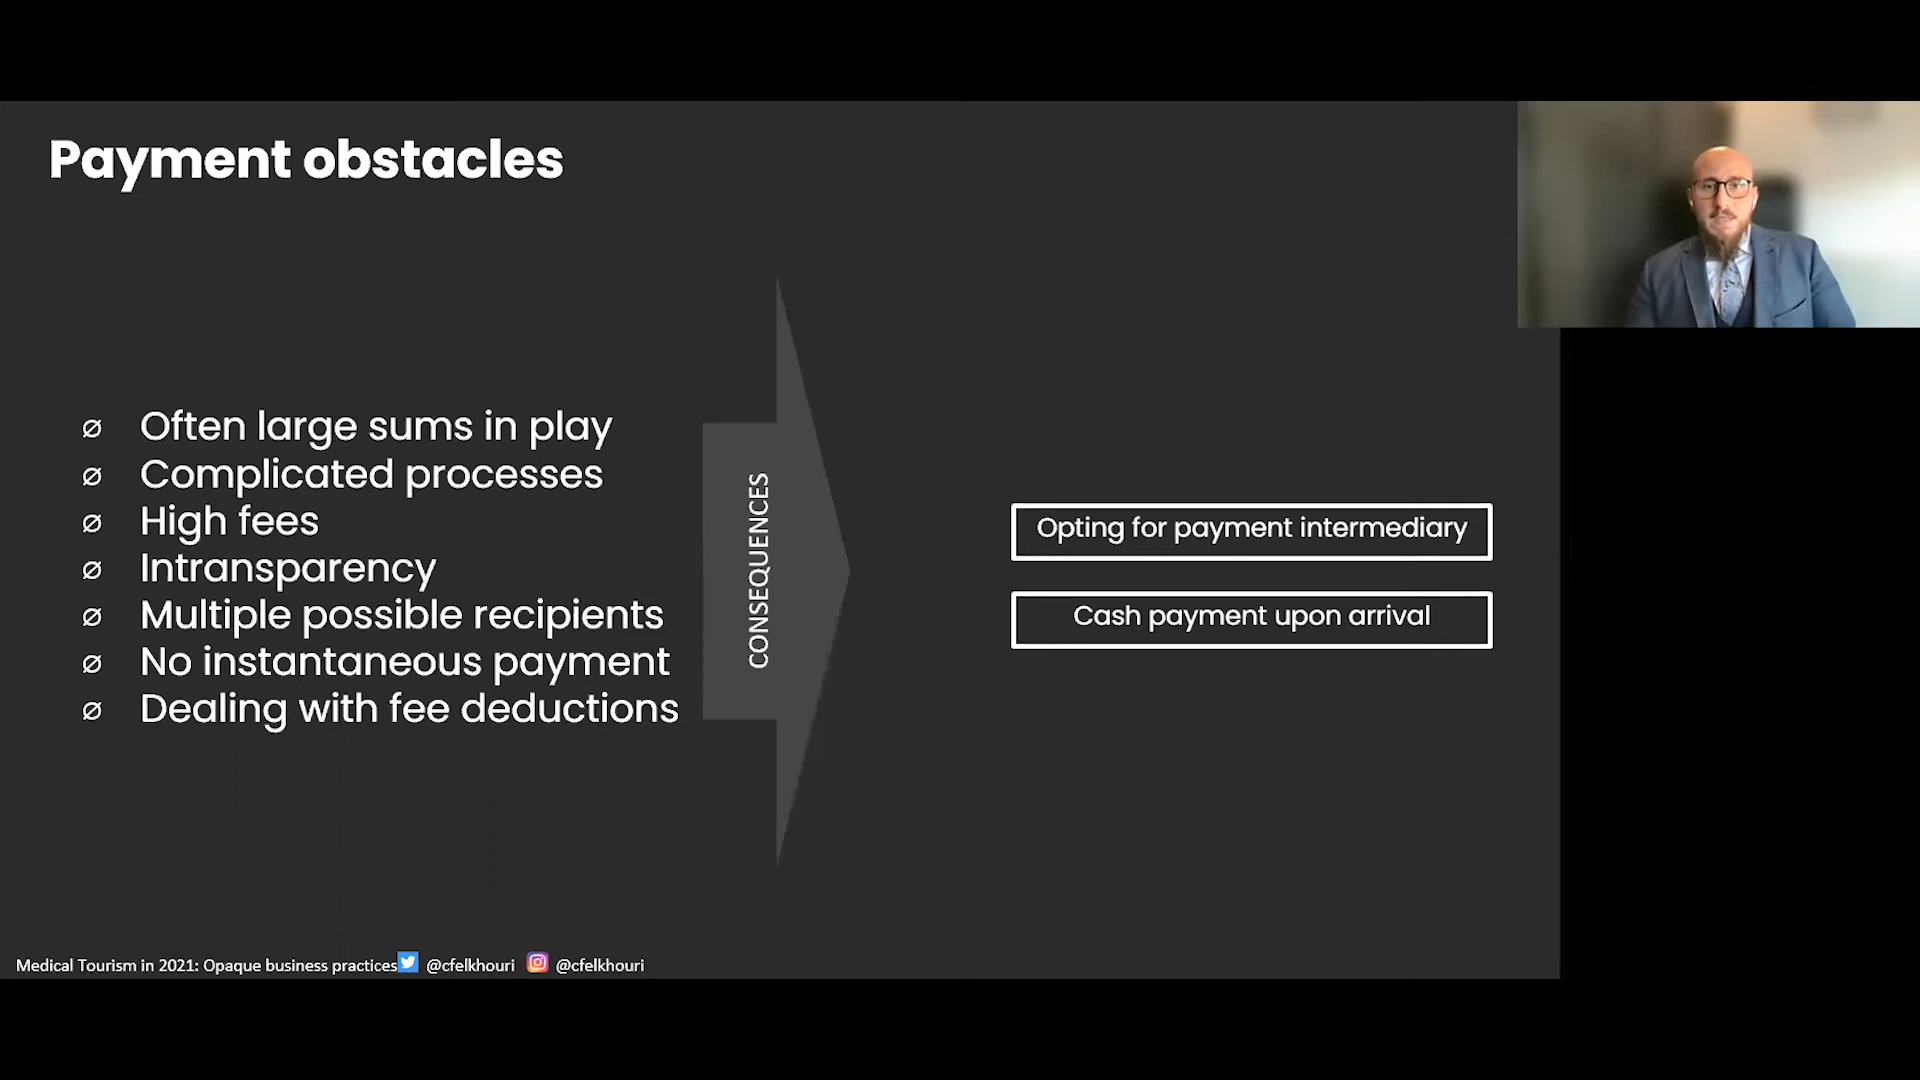 Payment obstacles
Ø Often large sums in play
Ø Complicated processes
Ø High fees
Ø Intransparency
Ø Multiple possible recipients
Ø No instantaneous payment
Ø Dealing with fee deductions
CONSEQUENCES
Opting for payment intermediary
Cash payment upon arrival
Medical Tourism in 2021: Opaque business practices @cfelkhouri @cfelkhouri